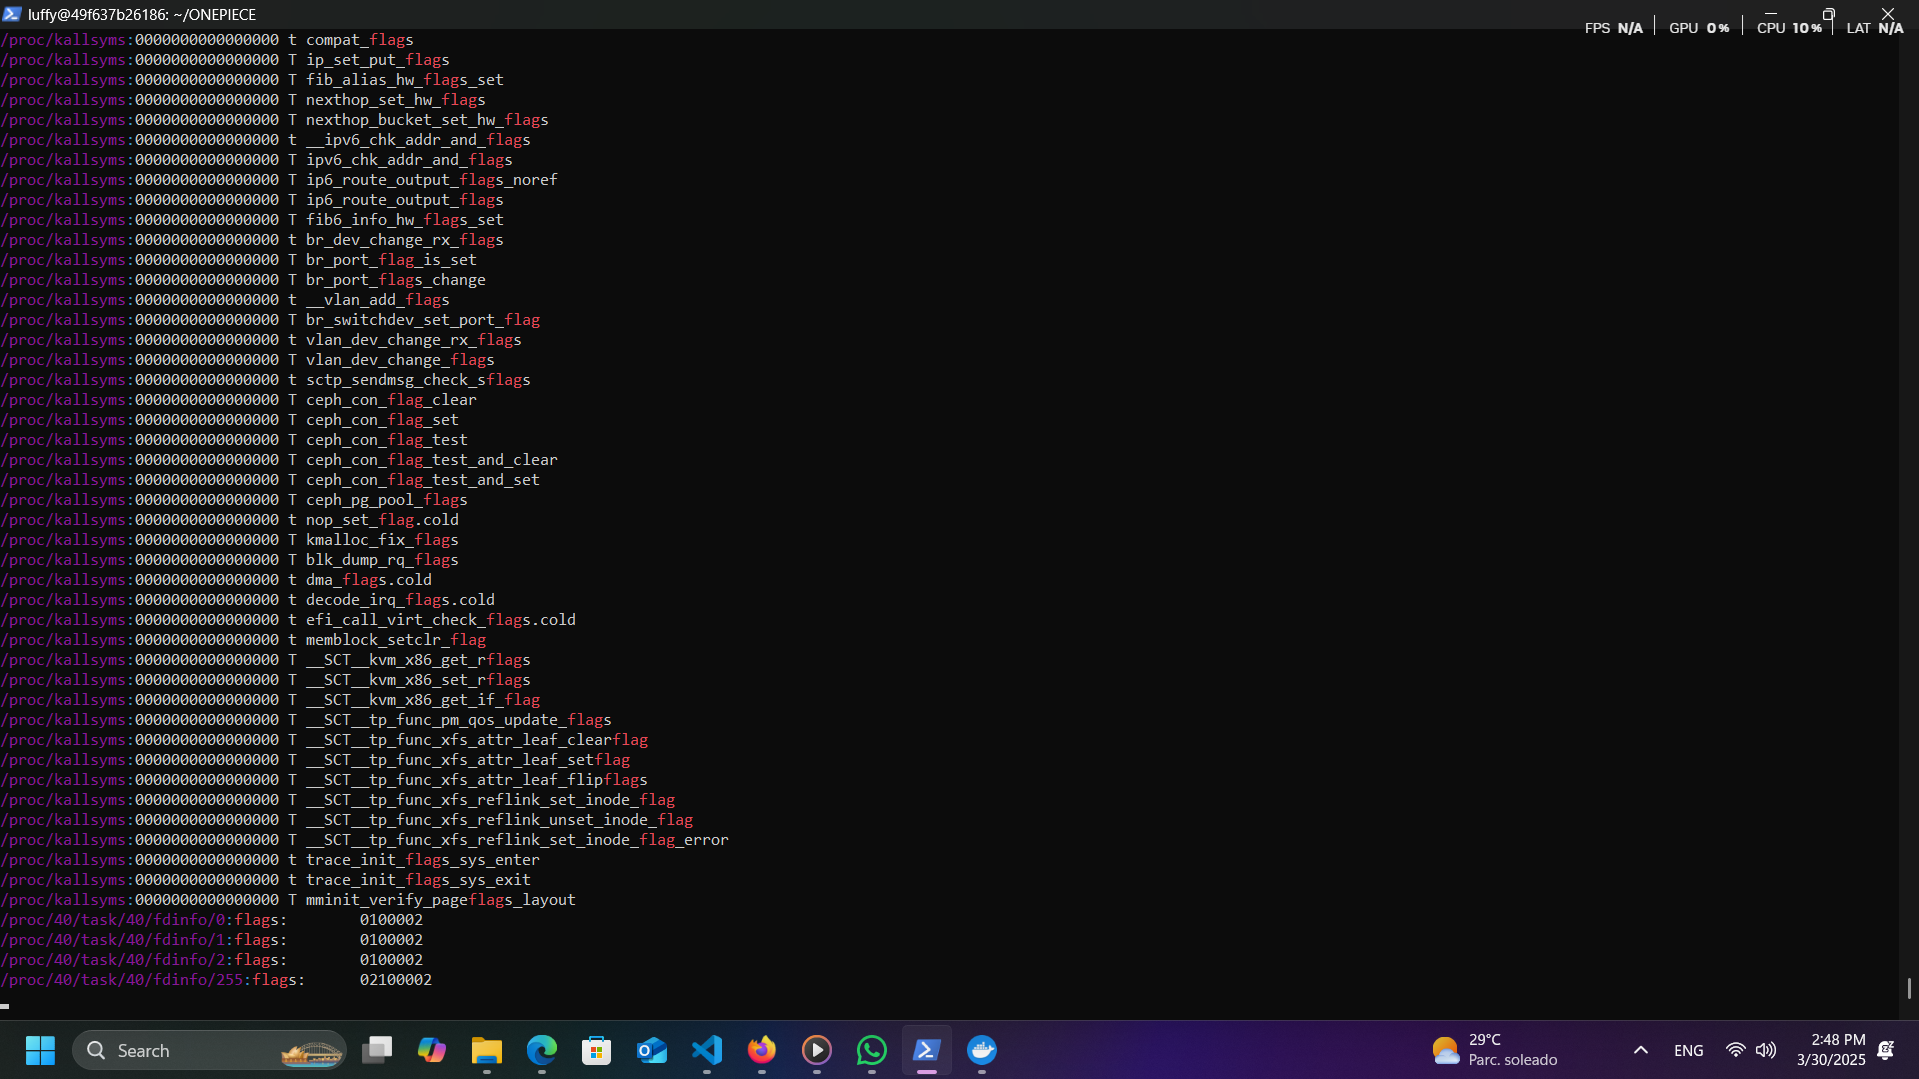 luffy@49f637b26186: ~/ONEPIECE
FPS N/A GPU 0% CPU 10% LAT N/A
/proc/kallsyms:0000000000000000 t compat_flags
/proc/kallsyms:0000000000000000 T ip_set_put_flags
/proc/kallsyms:0000000000000000 T fib_alias_hw_flags_set
/proc/kallsyms:0000000000000000 T nexthop_set_hw_flags
/proc/kallsyms:0000000000000000 T nexthop_bucket_set_hw_flags
/proc/kallsyms:0000000000000000 t __ipv6_chk_addr_and_flags
/proc/kallsyms:0000000000000000 T ipv6_chk_addr_and_flags
/proc/kallsyms:0000000000000000 T ip6_route_output_flags_noref
/proc/kallsyms:0000000000000000 T ip6_route_output_flags
/proc/kallsyms:0000000000000000 T fib6_info_hw_flags_set
/proc/kallsyms:0000000000000000 t br_dev_change_rx_flags
/proc/kallsyms:0000000000000000 T br_port_flag_is_set
/proc/kallsyms:0000000000000000 T br_port_flags_change
/proc/kallsyms:0000000000000000 t __vlan_add_flags
/proc/kallsyms:0000000000000000 T br_switchdev_set_port_flag
/proc/kallsyms:0000000000000000 t vlan_dev_change_rx_flags
/proc/kallsyms:0000000000000000 T vlan_dev_change_flags
/proc/kallsyms:0000000000000000 t sctp_sendmsg_check_sflags
/proc/kallsyms:0000000000000000 T ceph_con_flag_clear
/proc/kallsyms:0000000000000000 T ceph_con_flag_set
/proc/kallsyms:0000000000000000 T ceph_con_flag_test
/proc/kallsyms:0000000000000000 T ceph_con_flag_test_and_clear
/proc/kallsyms:0000000000000000 T ceph_con_flag_test_and_set
/proc/kallsyms:0000000000000000 T ceph_pg_pool_flags
/proc/kallsyms:0000000000000000 t nop_set_flag.cold
/proc/kallsyms:0000000000000000 T kmalloc_fix_flags
/proc/kallsyms:0000000000000000 T blk_dump_rq_flags
/proc/kallsyms:0000000000000000 t dma_flags.cold
/proc/kallsyms:0000000000000000 t decode_irq_flags.cold
/proc/kallsyms:0000000000000000 t efi_call_virt_check_flags.cold
/proc/kallsyms:0000000000000000 t memblock_setclr_flag
/proc/kallsyms:0000000000000000 T __SCT__kvm_x86_get_rflags
/proc/kallsyms:0000000000000000 T __SCT__kvm_x86_set_rflags
/proc/kallsyms:0000000000000000 T __SCT__kvm_x86_get_if_flag
/proc/kallsyms:0000000000000000 T __SCT__tp_func_pm_qos_update_flags
/proc/kallsyms:0000000000000000 T __SCT__tp_func_xfs_attr_leaf_clearflag
/proc/kallsyms:0000000000000000 T __SCT__tp_func_xfs_attr_leaf_setflag
/proc/kallsyms:0000000000000000 T __SCT__tp_func_xfs_attr_leaf_flipflags
/proc/kallsyms:0000000000000000 T __SCT__tp_func_xfs_reflink_set_inode_flag
/proc/kallsyms:0000000000000000 T __SCT__tp_func_xfs_reflink_unset_inode_flag
/proc/kallsyms:0000000000000000 T __SCT__tp_func_xfs_reflink_set_inode_flag_error
/proc/kallsyms:0000000000000000 t trace_init_flags_sys_enter
/proc/kallsyms:0000000000000000 t trace_init_flags_sys_exit
/proc/kallsyms:0000000000000000 T mminit_verify_pageflags_layout
/proc/40/task/40/fdinfo/0:flags: 0100002
/proc/40/task/40/fdinfo/1:flags: 0100002
/proc/40/task/40/fdinfo/2:flags: 0100002
/proc/40/task/40/fdinfo/255:flags: 02100002
Search
29°C
Parc. soleado
ENG
2:48 PM
3/30/2025